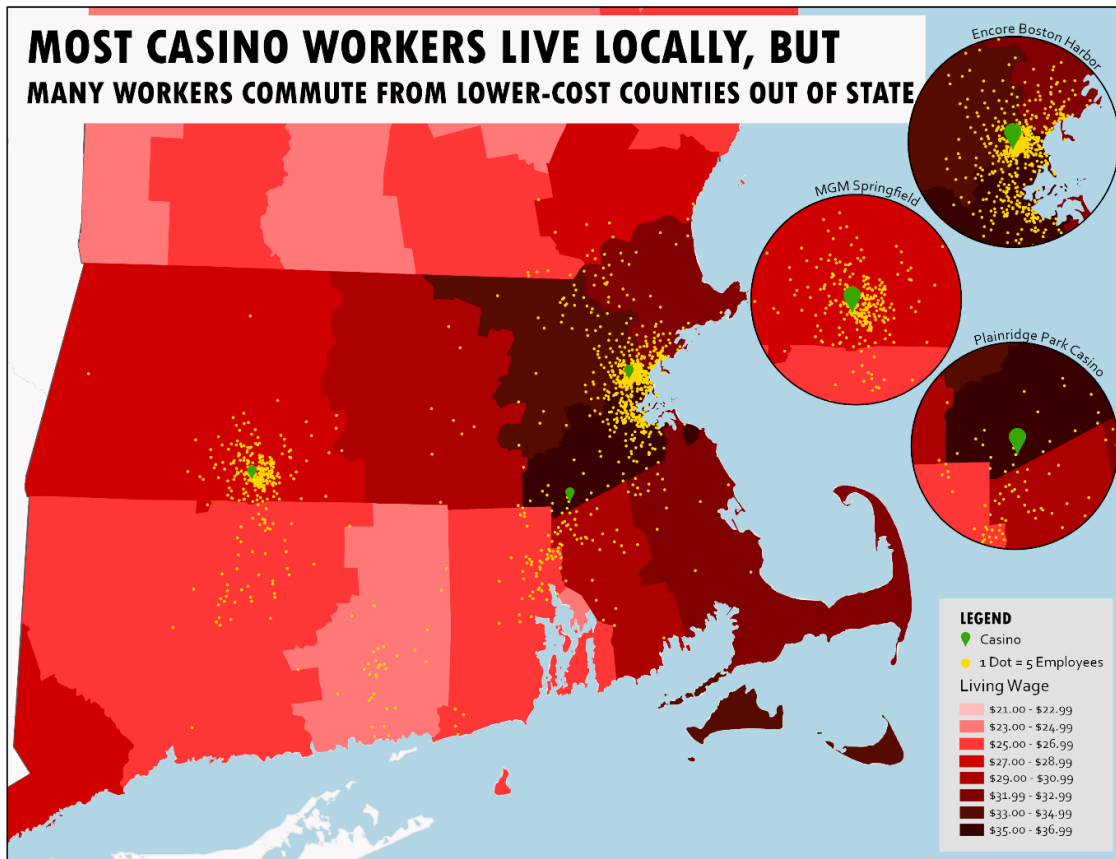 MOST CASINO WORKERS LIVE LOCALLY, BUT
MANY WORKERS COMMUTE FROM LOWER-COST COUNTIES OUT OF STATE
Encore Boston Harbor
MGM Springfield
Plainridge Park Casino
LEGEND
Casino
1 Dot = 5 Employees
Living Wage
$21.00 - $22.99
$23.00 - $24.99
$25.00 - $26.99
$27.00 - $28.99
$29.00 - $30.99
$31.99 - $32.99
$33.00 - $34.99
$35.00 - $36.99